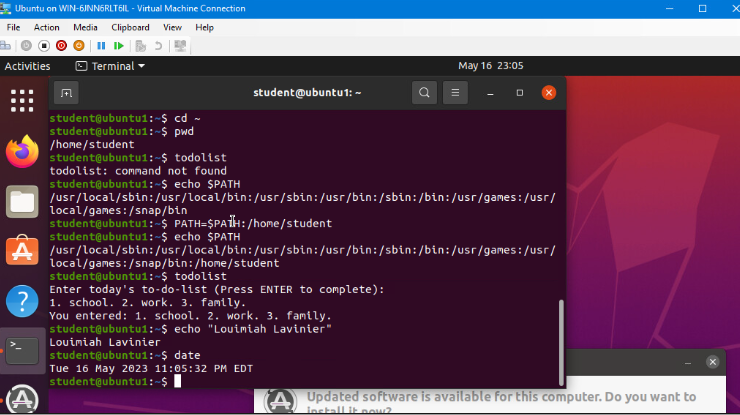 Ubuntu on WIN-6JNN6RLT6IL - Virtual Machine Connection
File Action Media Clipboard View Help
Activities Terminal May 16 23:05
student@ubuntu1: ~
student@ubuntu1:~$ cd ~
student@ubuntu1:~$ pwd
/home/student
student@ubuntu1:~$ todolist
todolist: command not found
student@ubuntu1:~$ echo $PATH
/usr/local/sbin:/usr/local/bin:/usr/sbin:/usr/bin:/sbin:/bin:/usr/games:/usr/
local/games:/snap/bin
student@ubuntu1:~$ PATH=$PATH:/home/student
student@ubuntu1:~$ echo $PATH
/usr/local/sbin:/usr/local/bin:/usr/sbin:/usr/bin:/sbin:/bin:/usr/games:/usr/
local/games:/snap/bin:/home/student
student@ubuntu1:~$ todolist
Enter today's to-do-list (Press ENTER to complete):
1. school. 2. work. 3. family.
You entered: 1. school. 2. work. 3. family.
student@ubuntu1:~$ echo "Louimiah Lavinier"
Louimiah Lavinier
student@ubuntu1:~$ date
Tue 16 May 2023 11:05:32 PM EDT
student@ubuntu1:~$
Updated software is available for this computer. Do you want to
install it now?